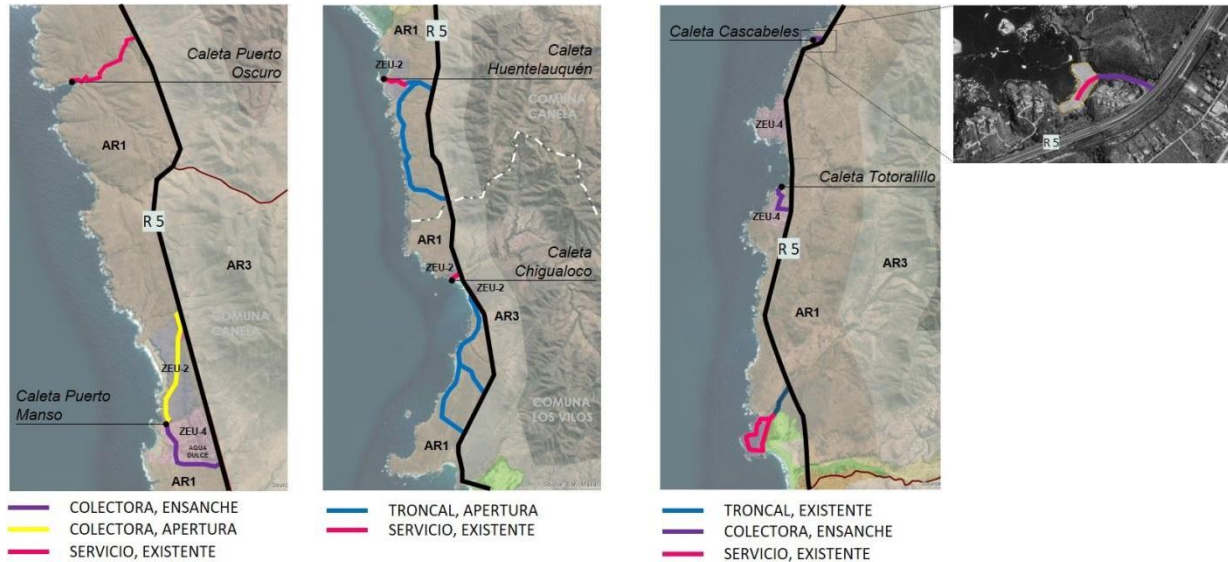 Caleta Puerto
Oscuro
AR1
R 5
AR3
COMUNA
CANELA
ZEU-2
Caleta Puerto
Manso
ZEU-4
AGUA
DULCE
AR1
COLECTORA, ENSANCHE
COLECTORA, APERTURA
SERVICIO, EXISTENTE
AR1
R 5
Caleta
Huentelauquén
ZEU-2
COMUNA
CANELA
AR1
Caleta
Chigualoco
ZEU-2
ZEU-2
AR3
COMUNA
LOS VILOS
AR1
TRONCAL, APERTURA
SERVICIO, EXISTENTE
Caleta Cascabeles
ZEU-4
Caleta Totoralillo
ZEU-4
R 5
AR3
AR1
TRONCAL, EXISTENTE
COLECTORA, ENSANCHE
SERVICIO, EXISTENTE
R 5